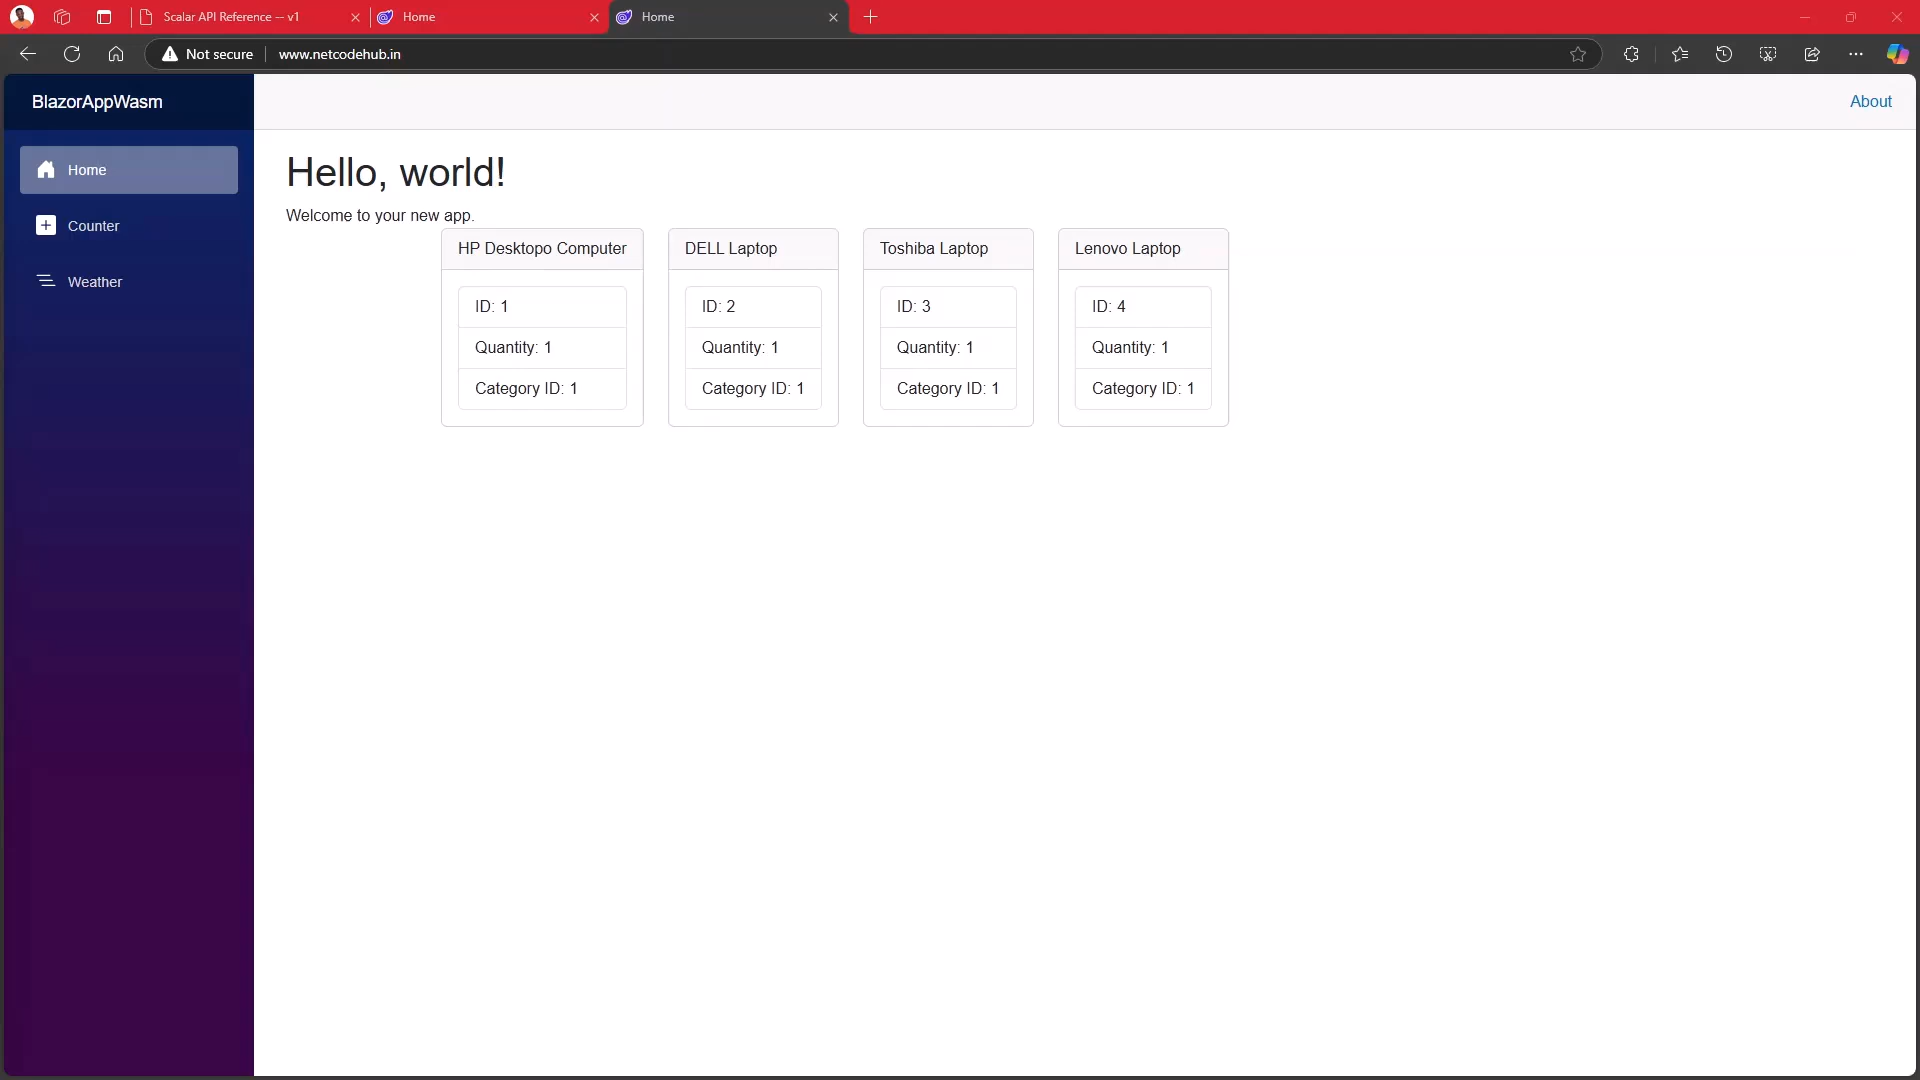 Scalar API Reference — v1
Home
Home
Not secure
www.netcodehub.in
BlazorAppWasm
About
Home
Counter
Weather
Hello, world!
Welcome to your new app.
HP Desktopo Computer
ID: 1
Quantity: 1
Category ID: 1
DELL Laptop
ID: 2
Quantity: 1
Category ID: 1
Toshiba Laptop
ID: 3
Quantity: 1
Category ID: 1
Lenovo Laptop
ID: 4
Quantity: 1
Category ID: 1